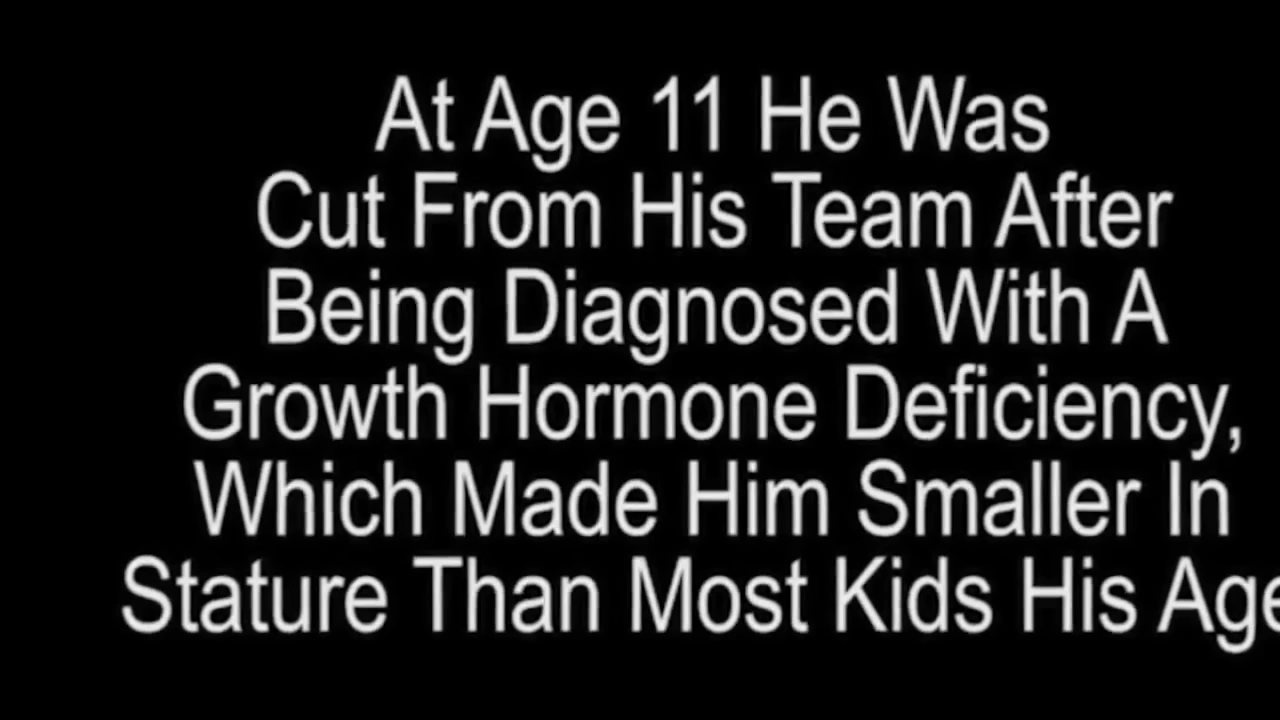 At Age 11 He Was
Cut From His Team After
Being Diagnosed With A
Growth Hormone Deficiency,
Which Made Him Smaller In
Stature Than Most Kids His Age